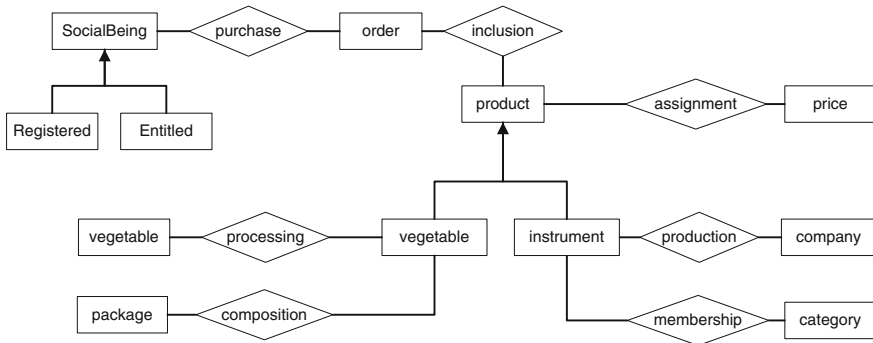 SocialBeing
purchase
order
inclusion
product
assignment
price
Registered
Entitled
vegetable
processing
vegetable
instrument
production
company
package
composition
membership
category